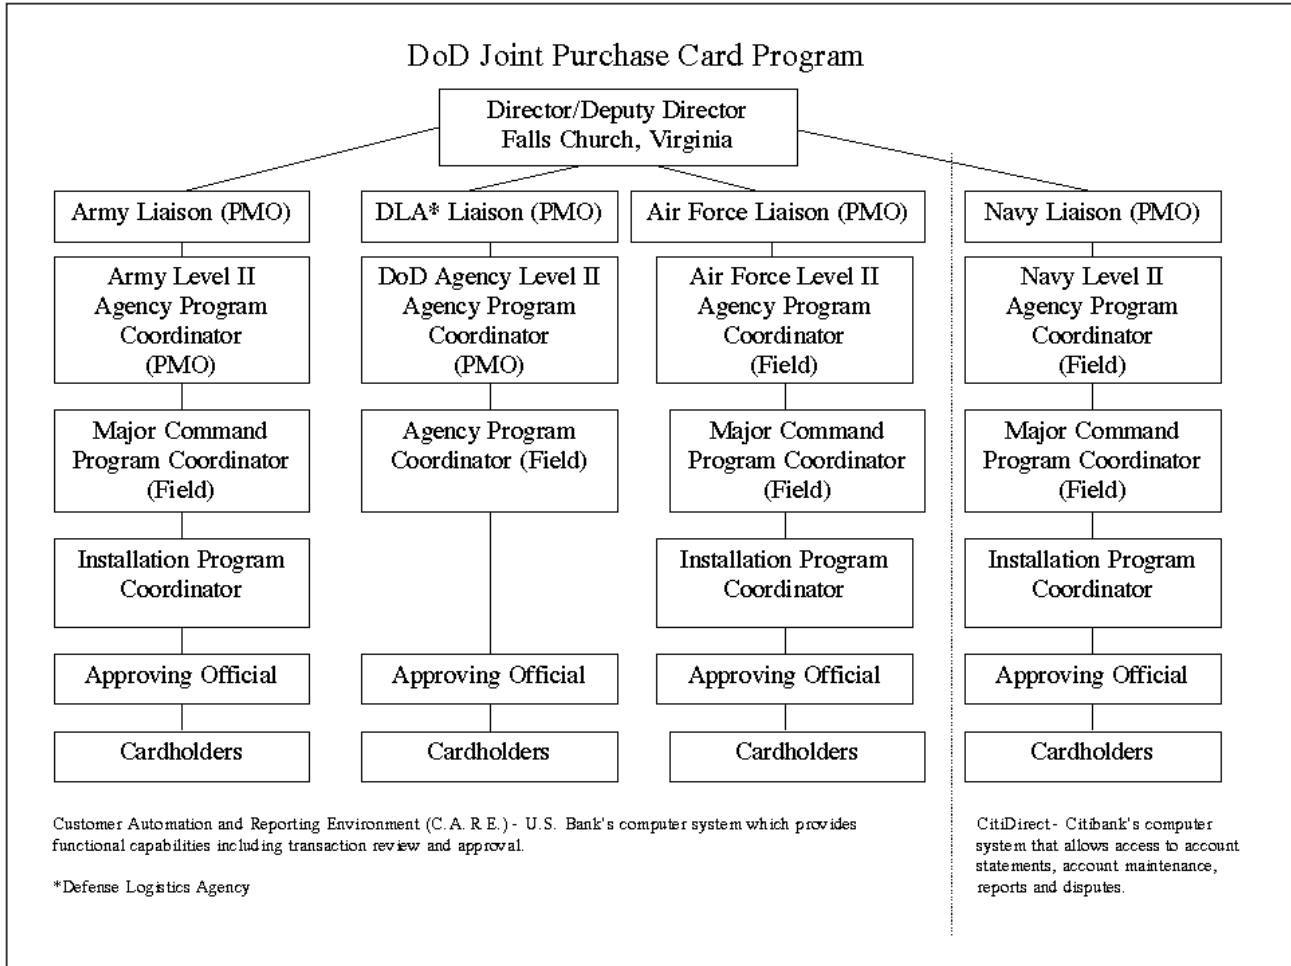 DoD Joint Purchase Card Program
Director/Deputy Director
Falls Church, Virginia
Army Liaison (PMO)
DLA* Liaison (PMO)
Air Force Liaison (PMO)
Navy Liaison (PMO)
Army Level II
Agency Program
Coordinator
(PMO)
DoD Agency Level II
Agency Program
Coordinator
(PMO)
Air Force Level II
Agency Program
Coordinator
(Field)
Navy Level II
Agency Program
Coordinator
(Field)
Major Command
Program Coordinator
(Field)
Agency Program
Coordinator (Field)
Major Command
Program Coordinator
(Field)
Major Command
Program Coordinator
(Field)
Installation Program
Coordinator
Installation Program
Coordinator
Installation Program
Coordinator
Approving Official
Approving Official
Approving Official
Approving Official
Cardholders
Cardholders
Cardholders
Cardholders
Customer Automation and Reporting Environment (C.A.R.E.) - U.S. Bank's computer system which provides
functional capabilities including transaction review and approval.
*Defense Logistics Agency
CitiDirect- Citibank's computer
system that allows access to account
statements, account maintenance,
reports and disputes.